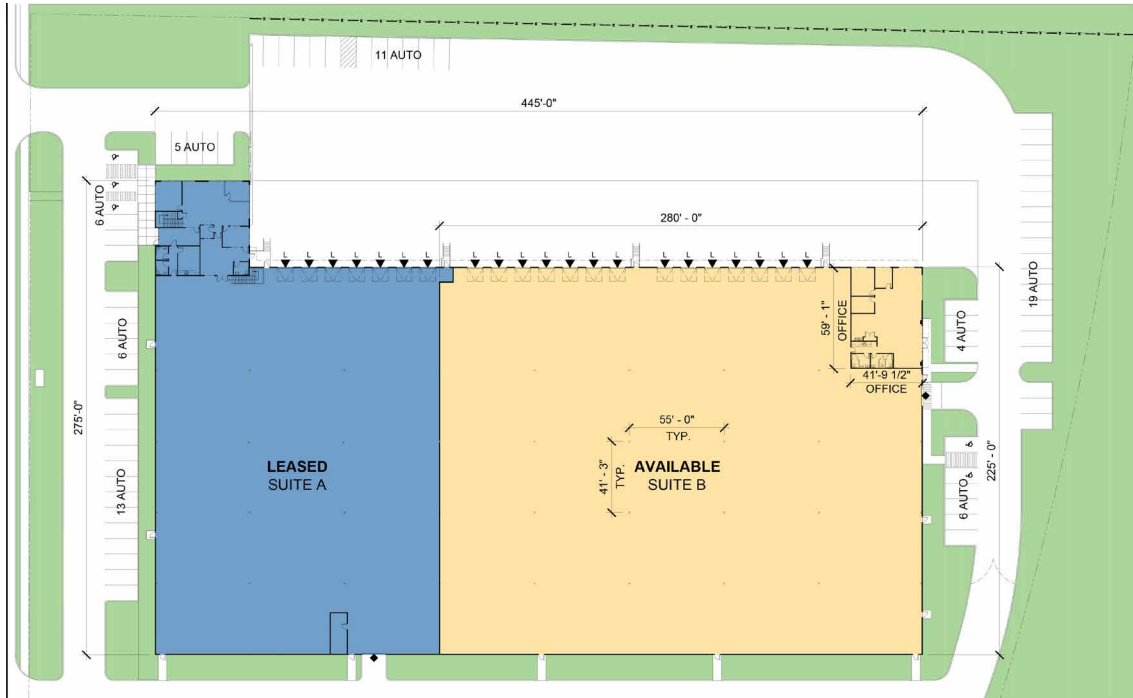 11 AUTO
445'-0"
5 AUTO
6 AUTO
280' - 0"
L L L L L L L
L L L L L L L L
L L L L L L L
19 AUTO
59' - 1"
OFFICE
6 AUTO
4 AUTO
41'-9 1/2"
OFFICE
275'-0"
55' - 0"
TYP.
225' - 0"
LEASED
SUITE A
41' - 3"
TYP.
AVAILABLE
SUITE B
13 AUTO
6 AUTO